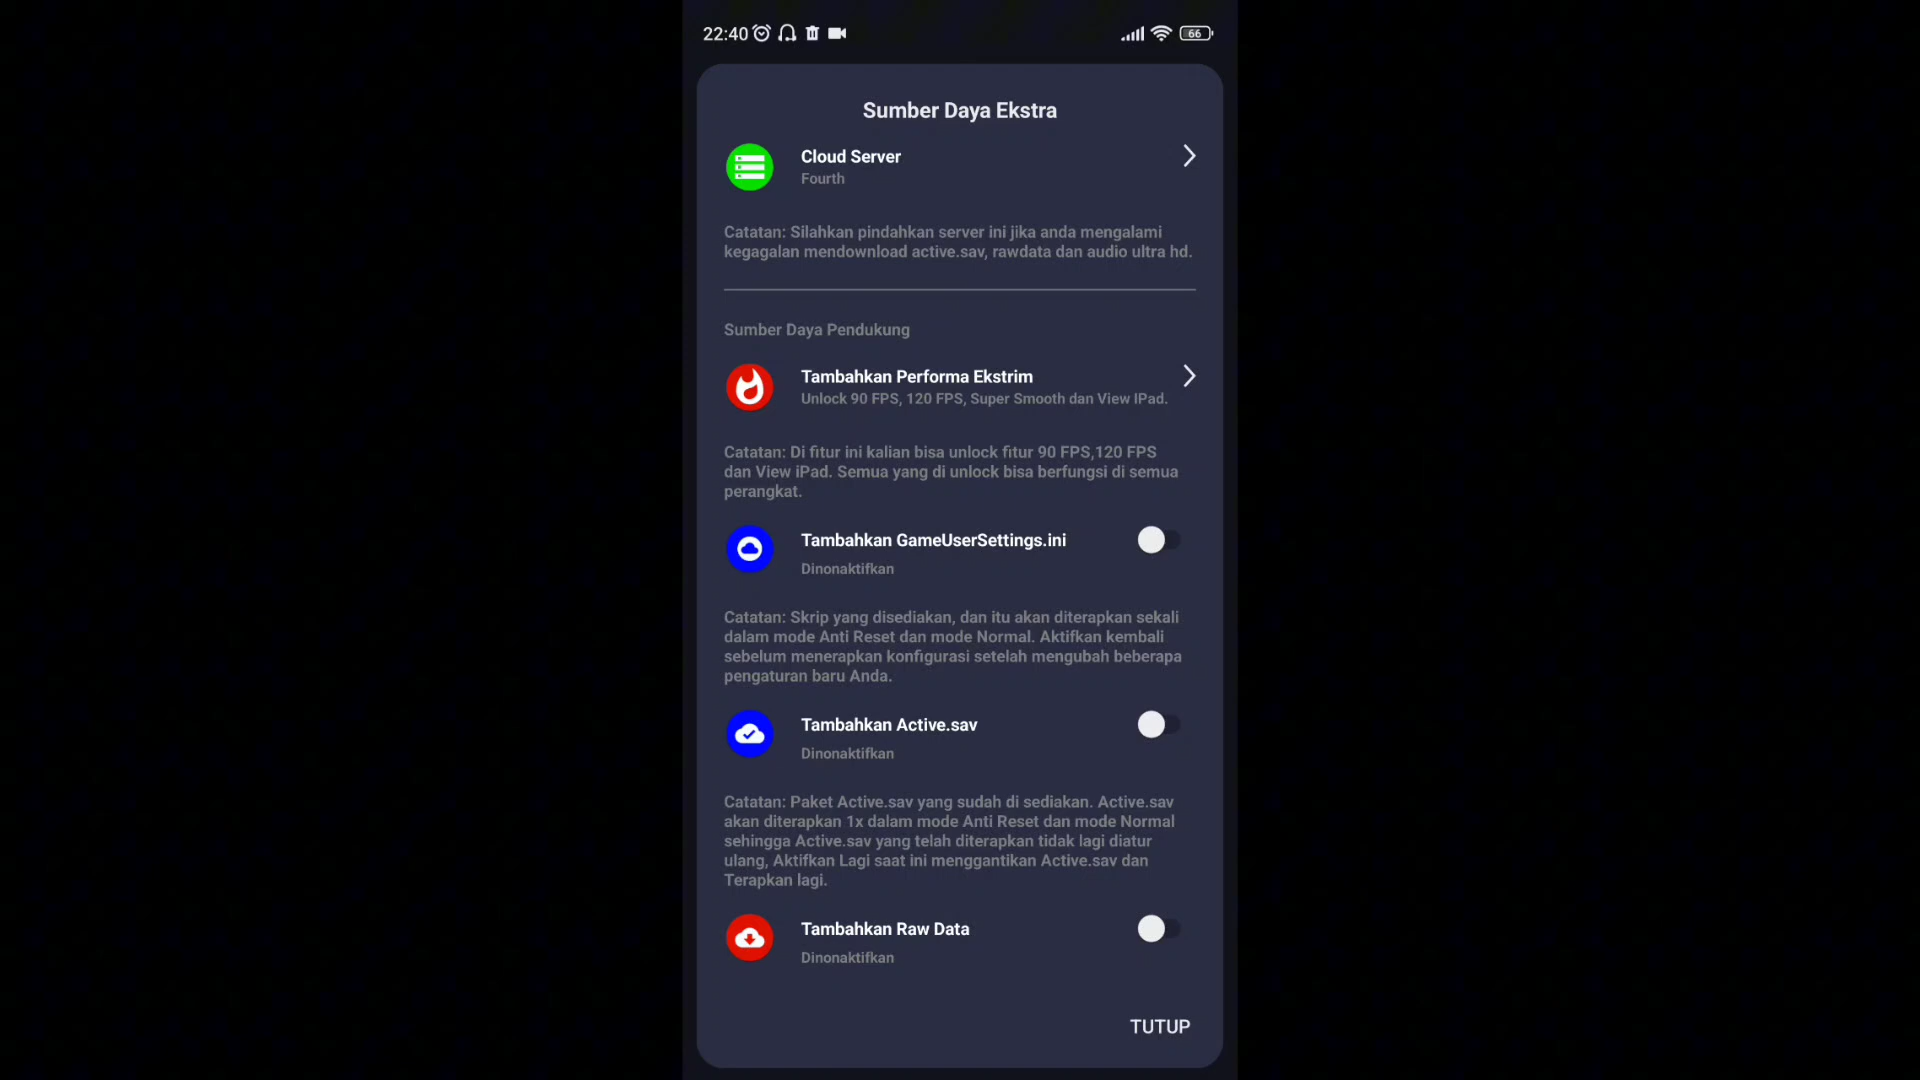 22:40
66
Sumber Daya Ekstra
Cloud Server
Fourth
Catatan: Silahkan pindahkan server ini jika anda mengalami
kegagalan mendownload active.sav, rawdata dan audio ultra hd.
Sumber Daya Pendukung
Tambahkan Performa Ekstrim
Unlock 90 FPS, 120 FPS, Super Smooth dan View IPad.
Catatan: Di fitur ini kalian bisa unlock fitur 90 FPS,120 FPS
dan View iPad. Semua yang di unlock bisa berfungsi di semua
perangkat.
Tambahkan GameUserSettings.ini
Dinonaktifkan
Catatan: Skrip yang disediakan, dan itu akan diterapkan sekali
dalam mode Anti Reset dan mode Normal. Aktifkan kembali
sebelum menerapkan konfigurasi setelah mengubah beberapa
pengaturan baru Anda.
Tambahkan Active.sav
Dinonaktifkan
Catatan: Paket Active.sav yang sudah di sediakan. Active.sav
akan diterapkan 1x dalam mode Anti Reset dan mode Normal
sehingga Active.sav yang telah diterapkan tidak lagi diatur
ulang, Aktifkan Lagi saat ini menggantikan Active.sav dan
Terapkan lagi.
Tambahkan Raw Data
Dinonaktifkan
TUTUP